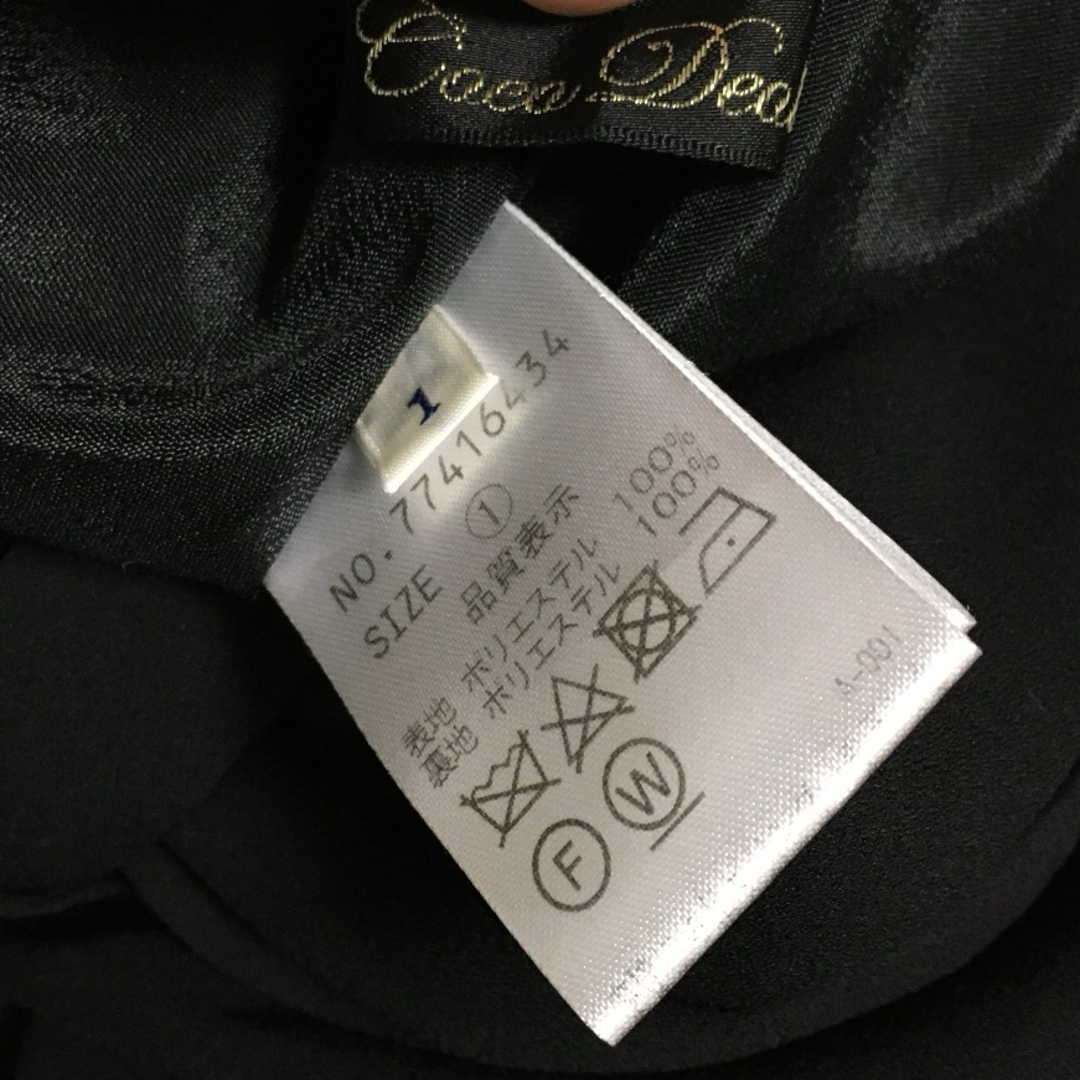 Coco Deal
1
NO. 77416434
SIZE ①
品質表示
表地 ポリエステル 100%
裏地 ポリエステル 100%
F W
A-001